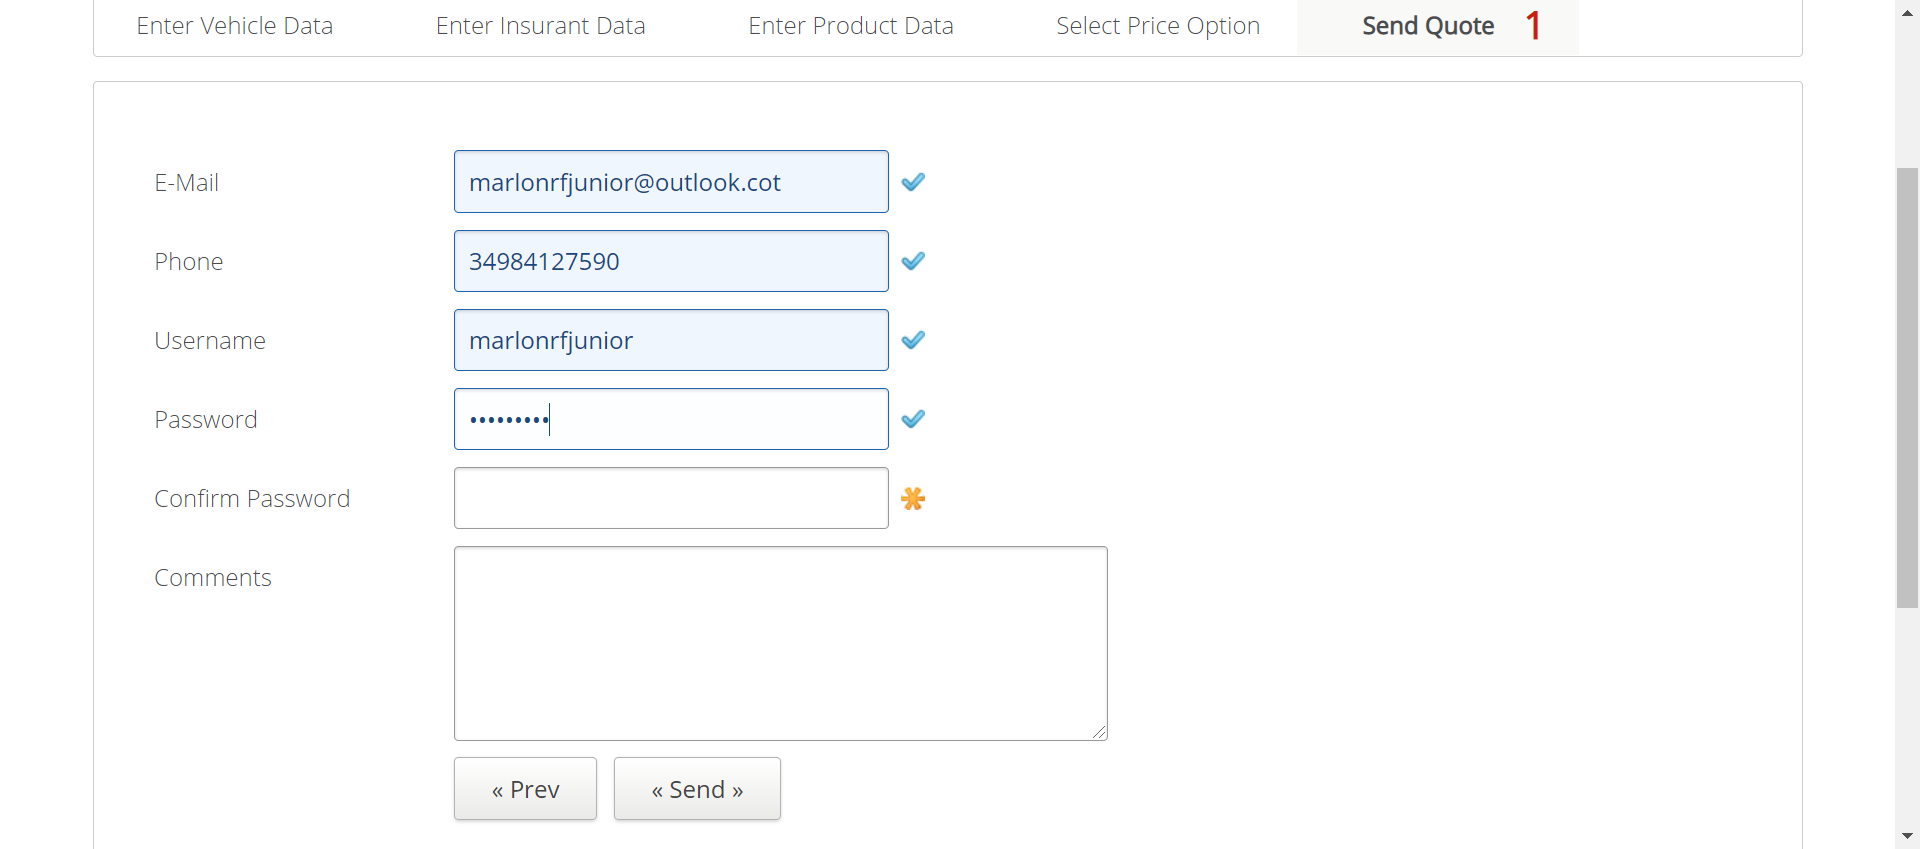 Enter Vehicle Data Enter Insurant Data Enter Product Data Select Price Option Send Quote 1
E-Mail marlonrfjunior@outlook.cot
Phone 34984127590
Username marlonrfjunior
Password •••••••••
Confirm Password
Comments
« Prev « Send »